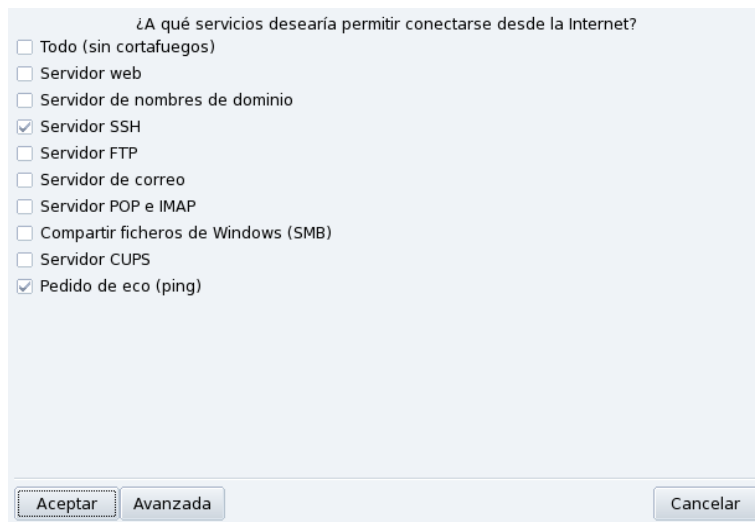 ¿A qué servicios desearía permitir conectarse desde la Internet?
Todo (sin cortafuegos)
Servidor web
Servidor de nombres de dominio
Servidor SSH
Servidor FTP
Servidor de correo
Servidor POP e IMAP
Compartir ficheros de Windows (SMB)
Servidor CUPS
Pedido de eco (ping)
Aceptar Avanzada Cancelar